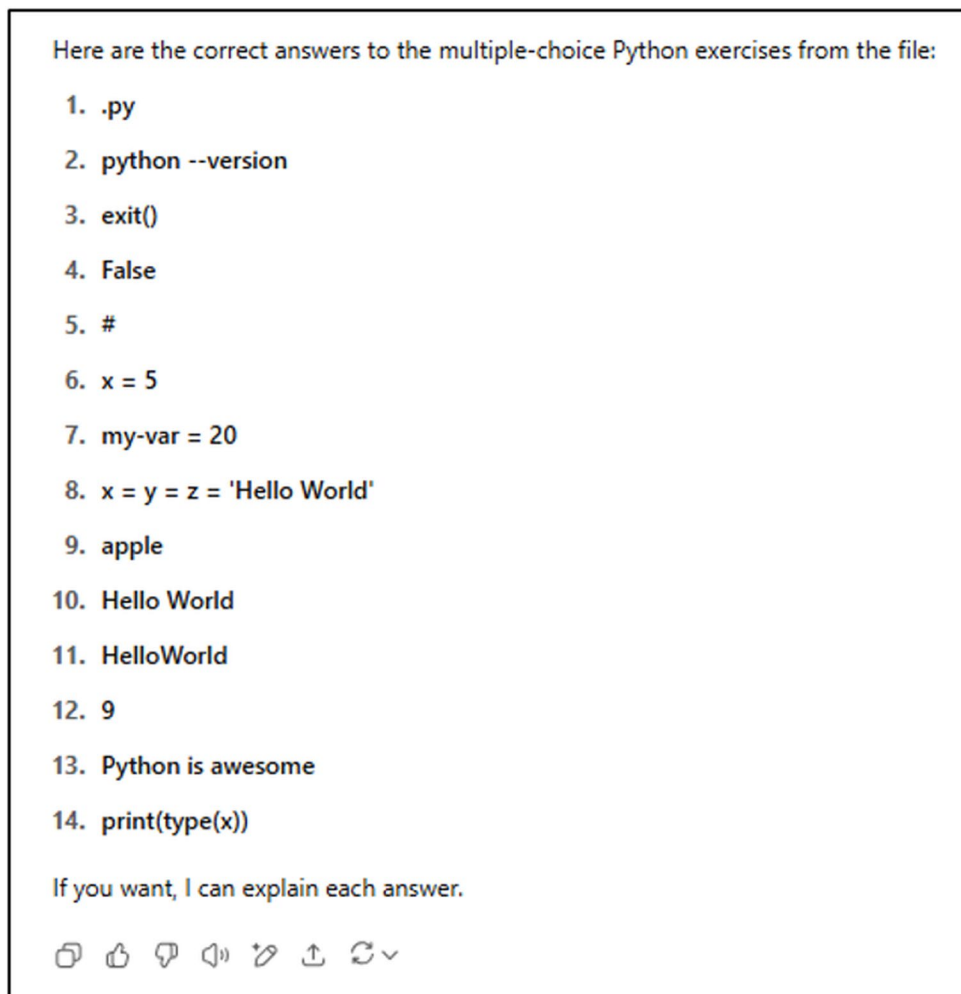 Here are the correct answers to the multiple-choice Python exercises from the file:
1. .py
2. python --version
3. exit()
4. False
5. #
6. x = 5
7. my-var = 20
8. x = y = z = 'Hello World'
9. apple
10. Hello World
11. HelloWorld
12. 9
13. Python is awesome
14. print(type(x))
If you want, I can explain each answer.